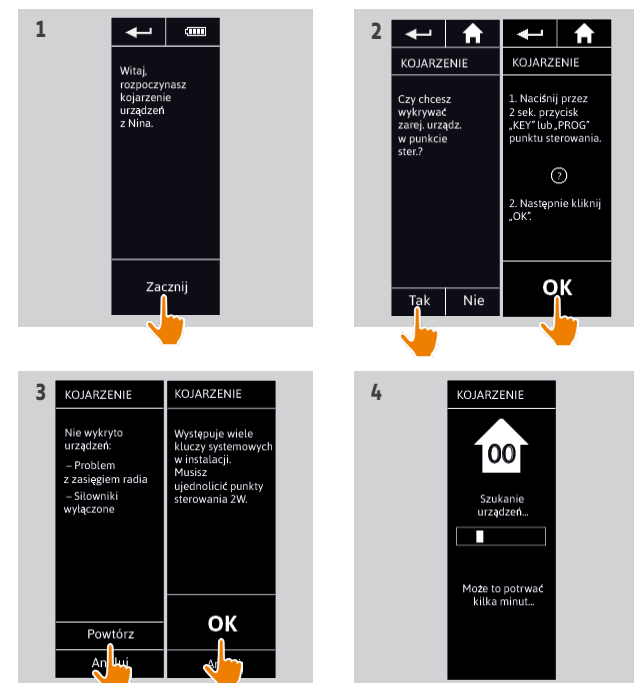 1
Witaj,
rozpoczynasz
kojarzenie
urządzeń
z Nina.
Zacznij
2
KOJARZENIE
Czy chcesz
wykrywać
zarej. urządz.
w punkcie
ster.?
Tak
Nie
KOJARZENIE
1. Naciśnij przez
2 sek. przycisk
„KEY” lub „PROG”
punktu sterowania.
?
2. Następnie kliknij
„OK”.
OK
3
KOJARZENIE
Nie wykryto
urządzeń:
– Problem
z zasięgiem radia
– Siłowniki
wyłączone
Powtórz
KOJARZENIE
Występuje wiele
kluczy systemowych
w instalacji.
Musisz
ujednolicić punkty
sterowania 2W.
OK
4
KOJARZENIE
00
Szukanie
urządzeń...
Może to potrwać
kilka minut...